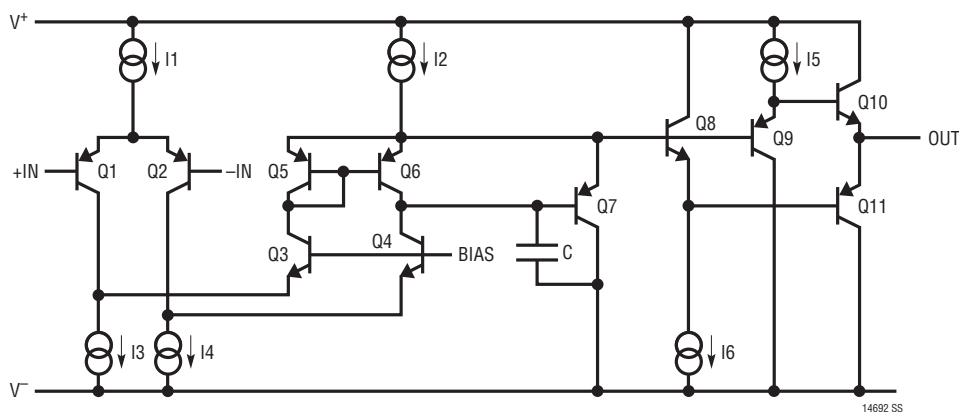 V+
I1
I2
I5
Q10
Q8
Q9
OUT
+IN
Q1
Q2
–IN
Q5
Q6
Q7
Q11
Q3
Q4
BIAS
C
I3
I4
I6
V–
14692 SS